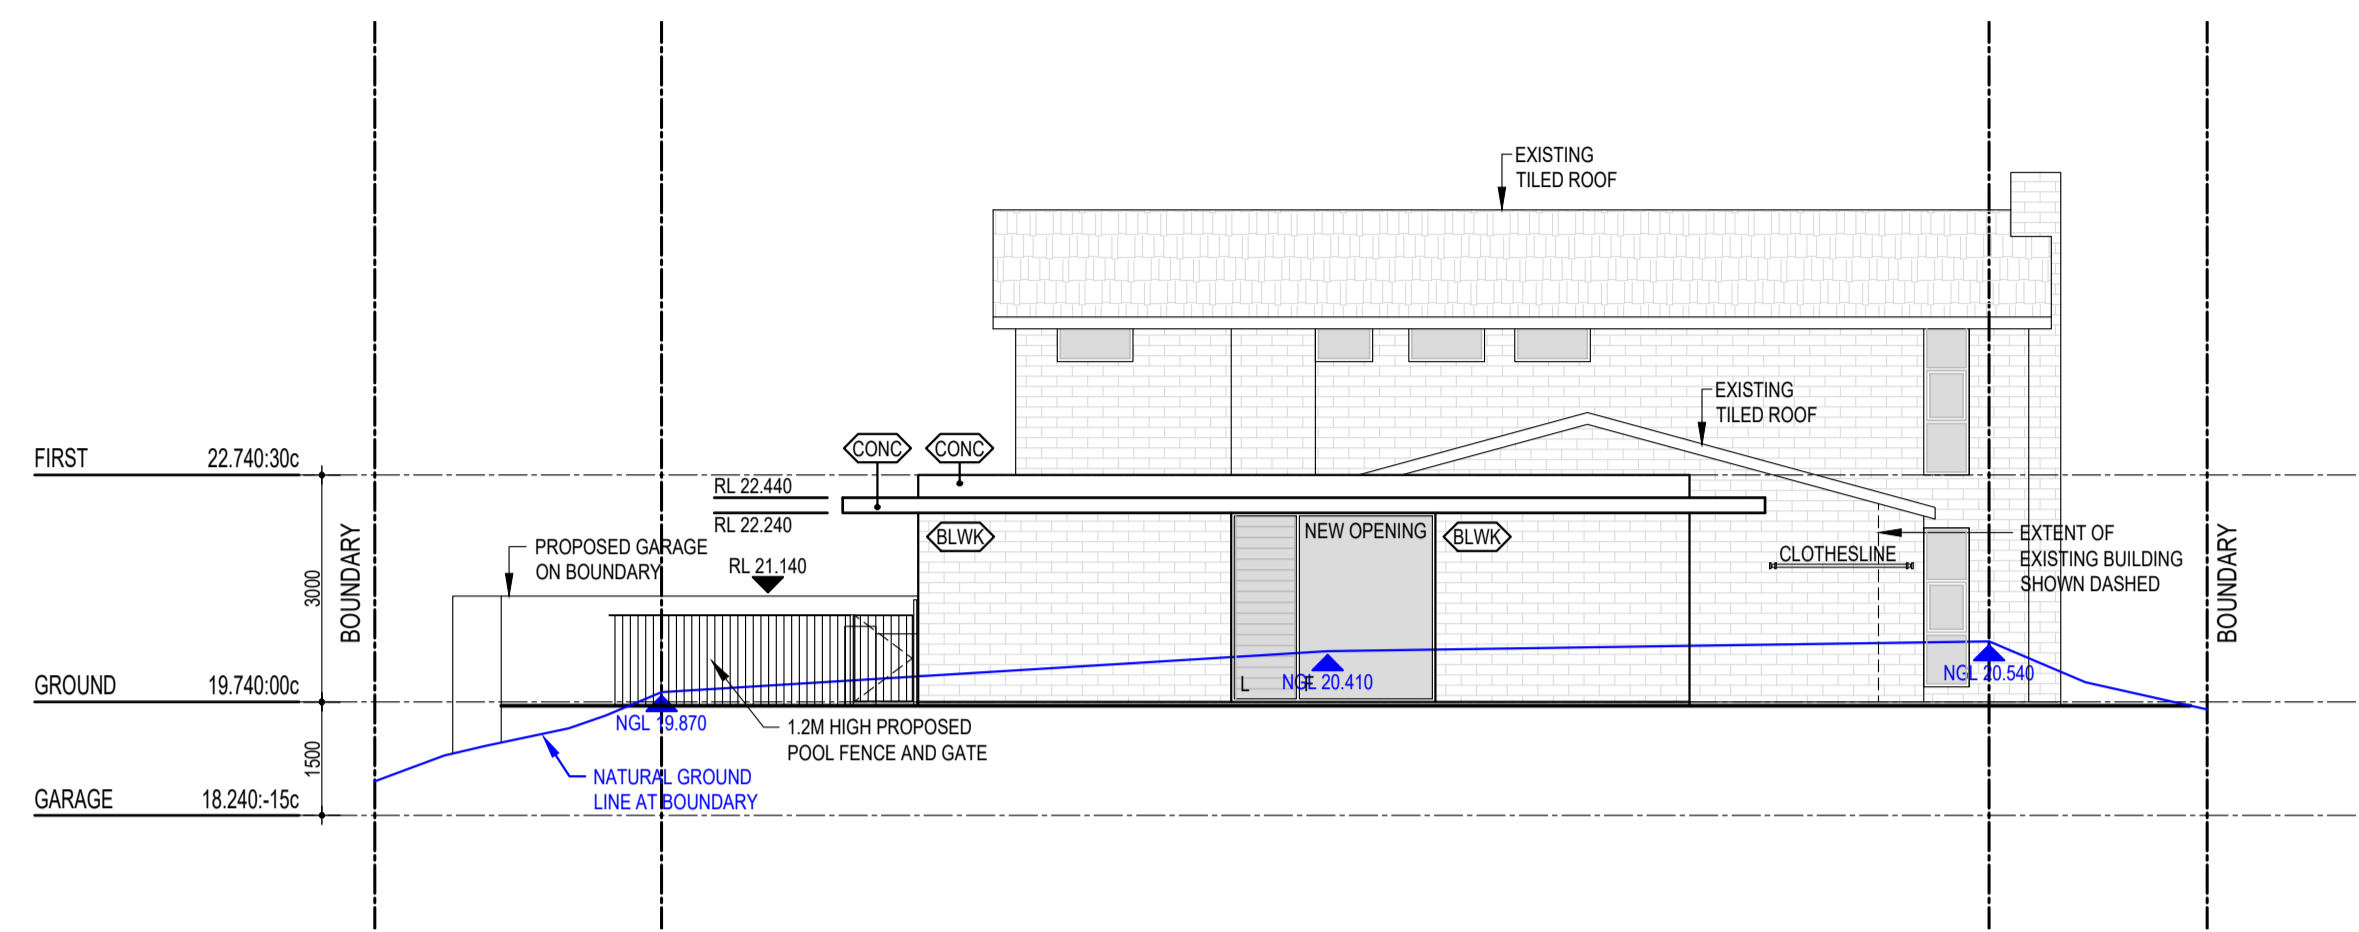 EXISTING
TILED ROOF
EXISTING
TILED ROOF
CONC
CONC
FIRST 22.740:30c
RL 22.440
RL 22.240
BLWK
NEW OPENING
BLWK
PROPOSED GARAGE
ON BOUNDARY
RL 21.140
CLOTHESLINE
EXTENT OF
EXISTING BUILDING
SHOWN DASHED
BOUNDARY
BOUNDARY
3000
GROUND 19.740:00c
L
F
NGL 20.410
NGL 20.540
NGL 19.870
1.2M HIGH PROPOSED
POOL FENCE AND GATE
1500
NATURAL GROUND
LINE AT BOUNDARY
GARAGE 18.240:-15c